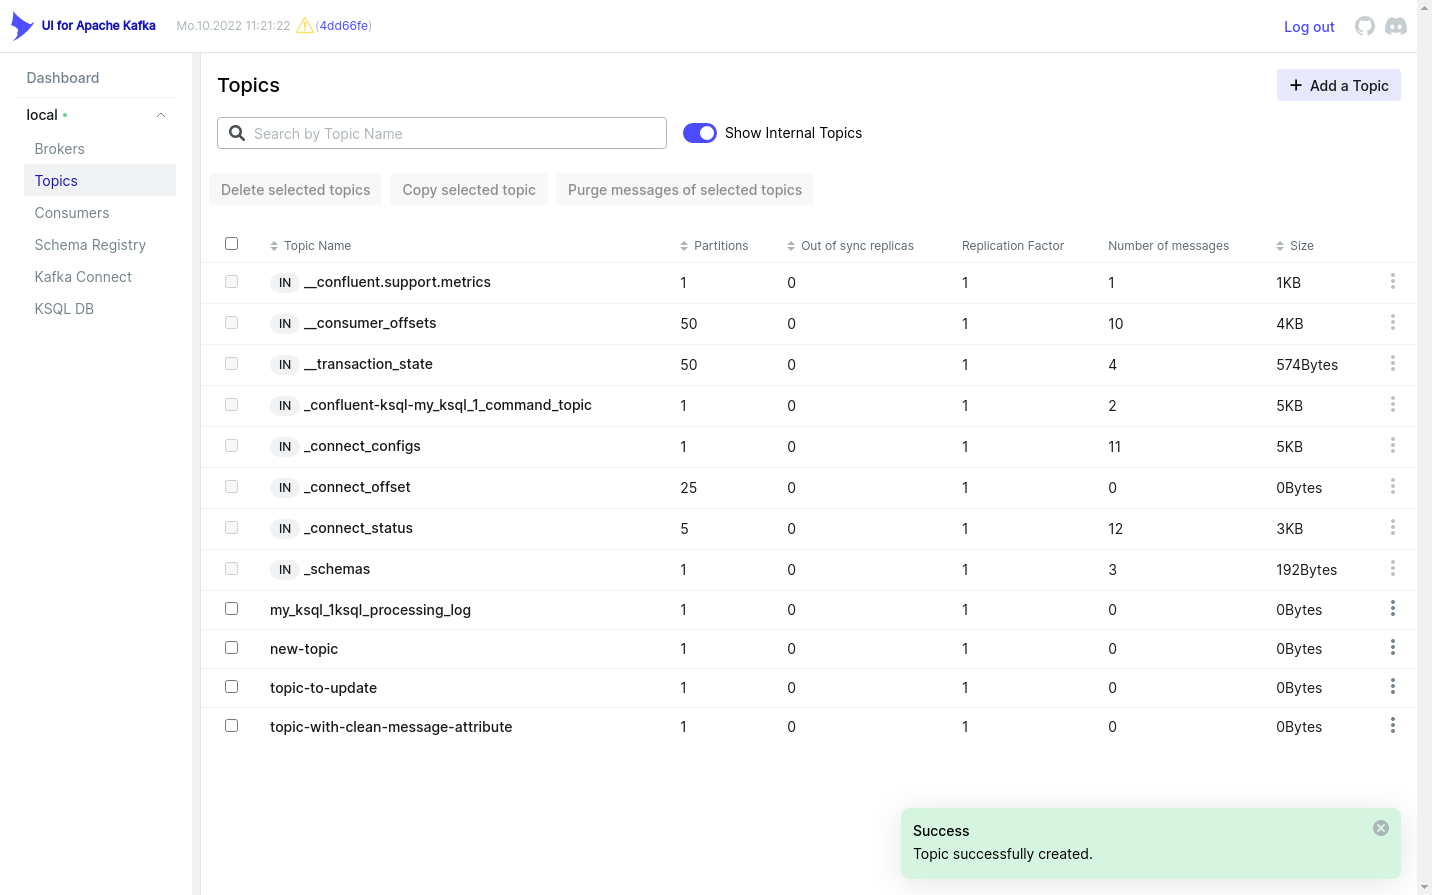 UI for Apache Kafka Mo.10.2022 11:21:22 (4dd66fe) Log out
Dashboard
local
Brokers
Topics
Consumers
Schema Registry
Kafka Connect
KSQL DB
Topics
+ Add a Topic
Search by Topic Name
Show Internal Topics
Delete selected topics Copy selected topic Purge messages of selected topics
Topic Name Partitions Out of sync replicas Replication Factor Number of messages Size
IN __confluent.support.metrics 1 0 1 1 1KB
IN __consumer_offsets 50 0 1 10 4KB
IN __transaction_state 50 0 1 4 574Bytes
IN _confluent-ksql-my_ksql_1_command_topic 1 0 1 2 5KB
IN _connect_configs 1 0 1 11 5KB
IN _connect_offset 25 0 1 0 0Bytes
IN _connect_status 5 0 1 12 3KB
IN _schemas 1 0 1 3 192Bytes
my_ksql_1ksql_processing_log 1 0 1 0 0Bytes
new-topic 1 0 1 0 0Bytes
topic-to-update 1 0 1 0 0Bytes
topic-with-clean-message-attribute 1 0 1 0 0Bytes
Success
Topic successfully created.